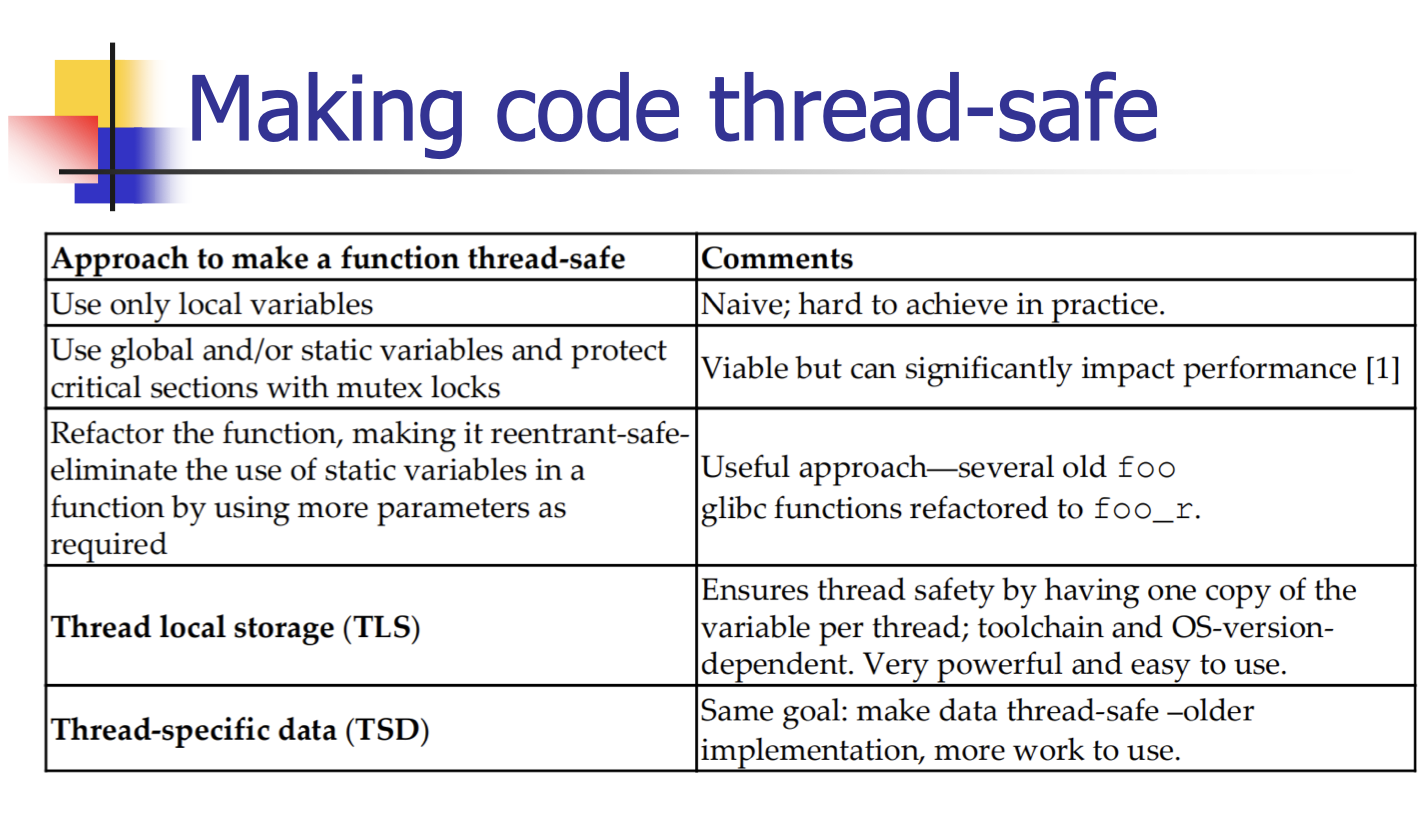 Making code thread-safe
Approach to make a function thread-safe
Comments
Use only local variables
Naive; hard to achieve in practice.
Use global and/or static variables and protect
critical sections with mutex locks
Viable but can significantly impact performance [1]
Refactor the function, making it reentrant-safe-
eliminate the use of static variables in a
function by using more parameters as
required
Useful approach—several old foo
glibc functions refactored to foo_r.
Thread local storage (TLS)
Ensures thread safety by having one copy of the
variable per thread; toolchain and OS-version-
dependent. Very powerful and easy to use.
Thread-specific data (TSD)
Same goal: make data thread-safe –older
implementation, more work to use.